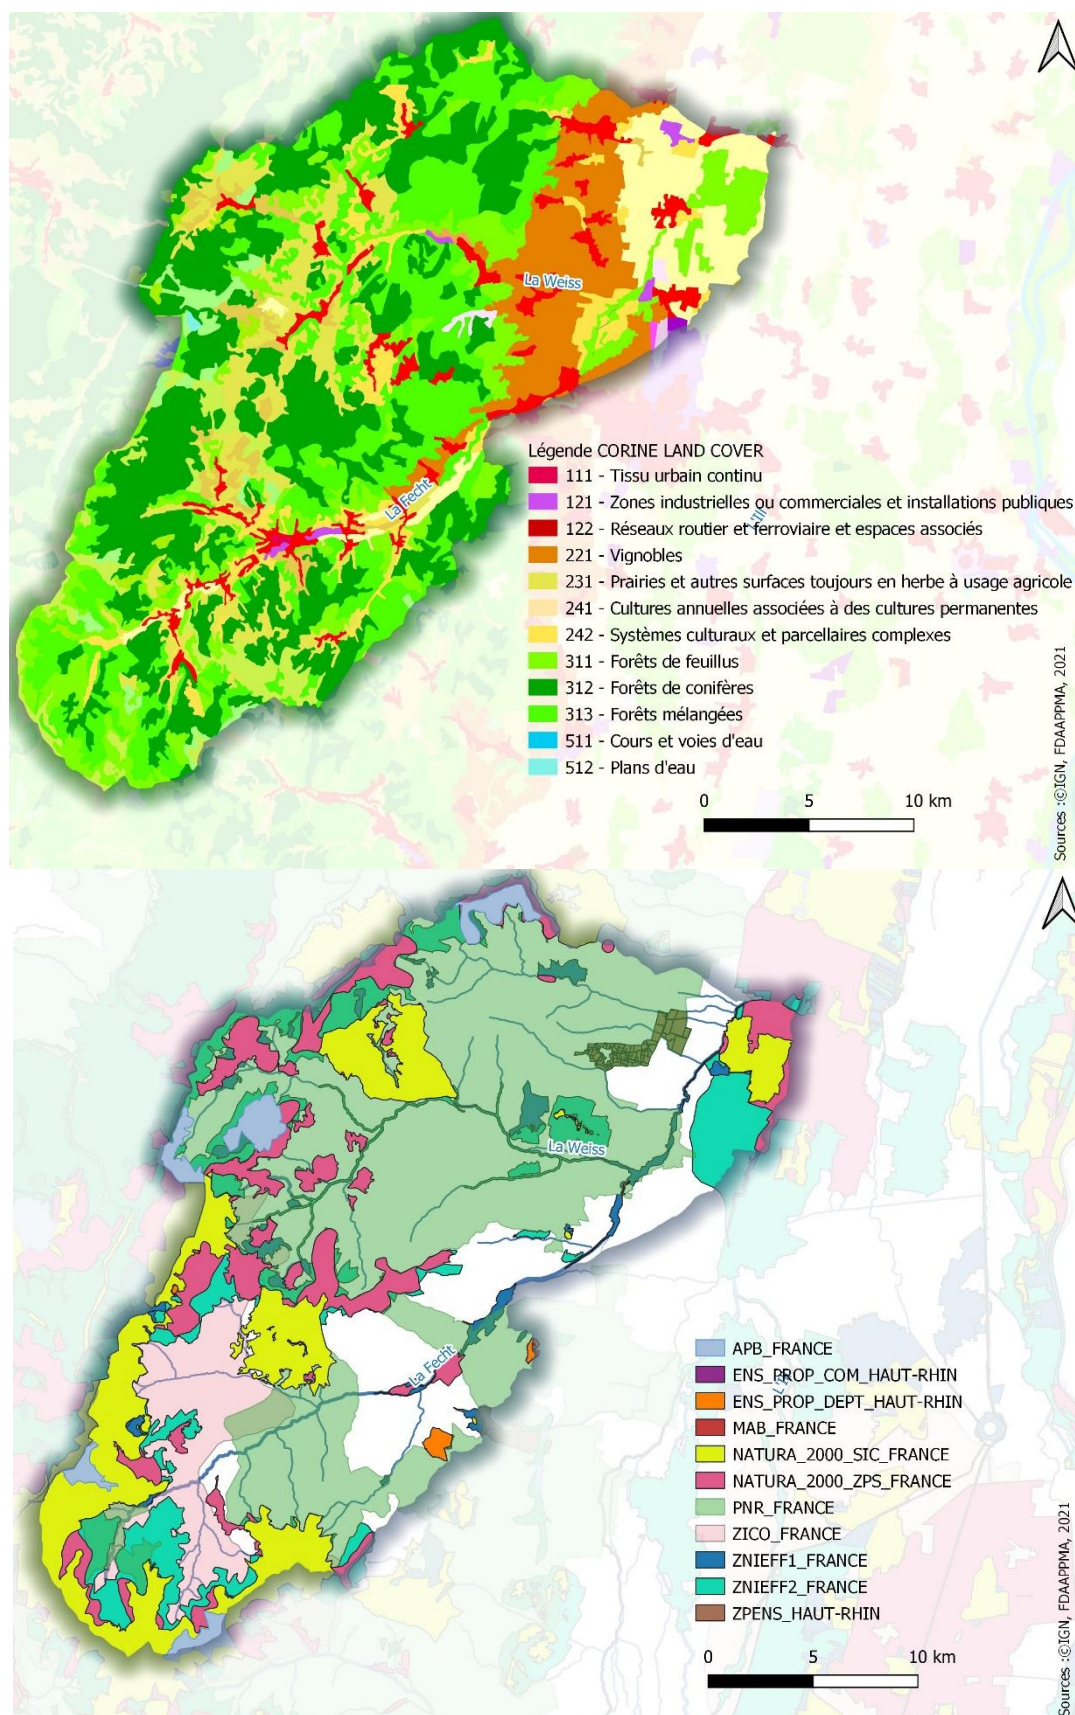 La Weiss
La Fecht
L'Ill
Légende CORINE LAND COVER
111 - Tissu urbain continu
121 - Zones industrielles ou commerciales et installations publiques
122 - Réseaux routier et ferroviaire et espaces associés
221 - Vignobles
231 - Prairies et autres surfaces toujours en herbe à usage agricole
241 - Cultures annuelles associées à des cultures permanentes
242 - Systèmes culturaux et parcellaires complexes
311 - Forêts de feuillus
312 - Forêts de conifères
313 - Forêts mélangées
511 - Cours et voies d'eau
512 - Plans d'eau
0 5 10 km
Sources :©IGN, FDAAPPMA, 2021
La Weiss
La Fecht
APB_FRANCE
ENS_PROP_COM_HAUT-RHIN
ENS_PROP_DEPT_HAUT-RHIN
MAB_FRANCE
NATURA_2000_SIC_FRANCE
NATURA_2000_ZPS_FRANCE
PNR_FRANCE
ZICO_FRANCE
ZNIEFF1_FRANCE
ZNIEFF2_FRANCE
ZPENS_HAUT-RHIN
0 5 10 km
Sources :©IGN, FDAAPPMA, 2021